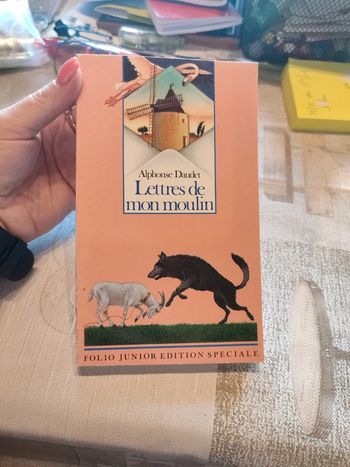 Alphonse Daudet
Lettres de
mon moulin
FOLIO JUNIOR EDITION SPECIALE